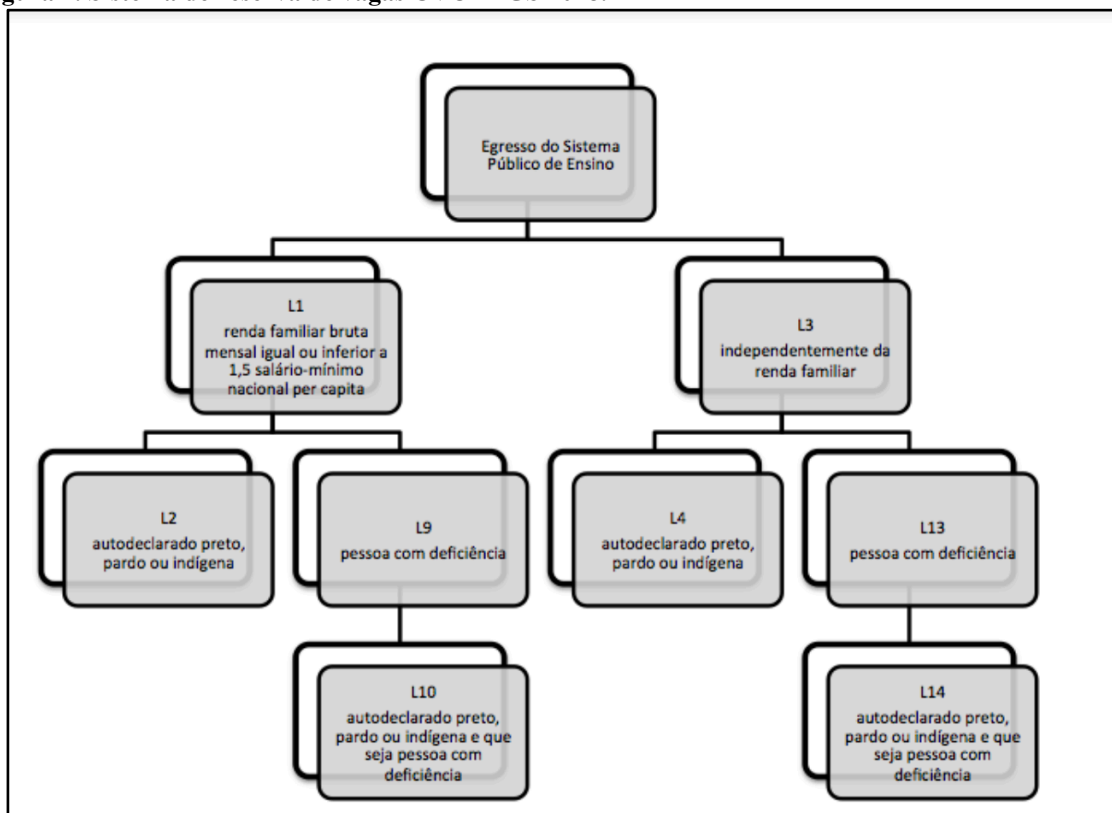 Egresso do Sistema
Público de Ensino
L1
renda familiar bruta
mensal igual ou inferior a
1,5 salário-mínimo
nacional per capita
L3
independentemente da
renda familiar
L2
autodeclarado preto,
pardo ou indígena
L9
pessoa com deficiência
L4
autodeclarado preto,
pardo ou indígena
L13
pessoa com deficiência
L10
autodeclarado preto,
pardo ou indígena e que
seja pessoa com
deficiência
L14
autodeclarado preto,
pardo ou indígena e que
seja pessoa com
deficiência